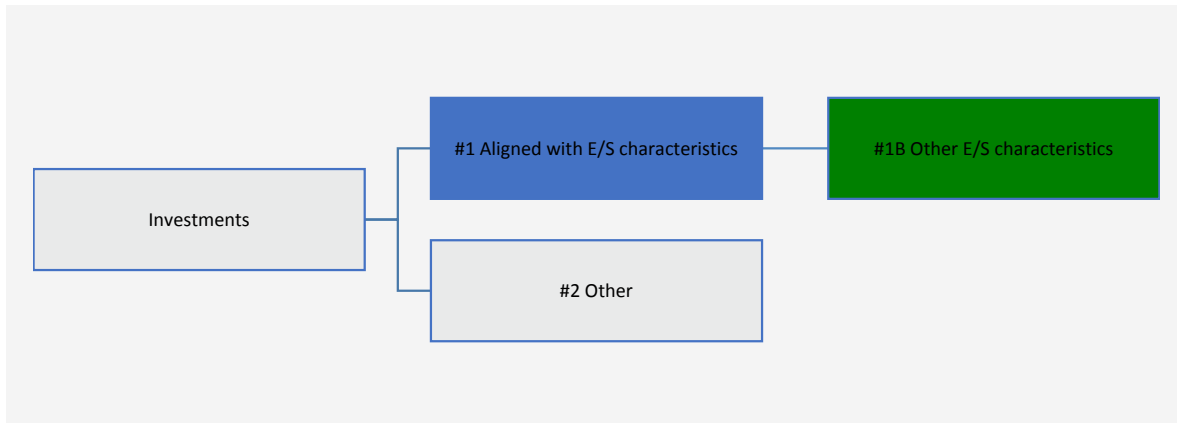 #1 Aligned with E/S characteristics
#1B Other E/S characteristics
Investments
#2 Other